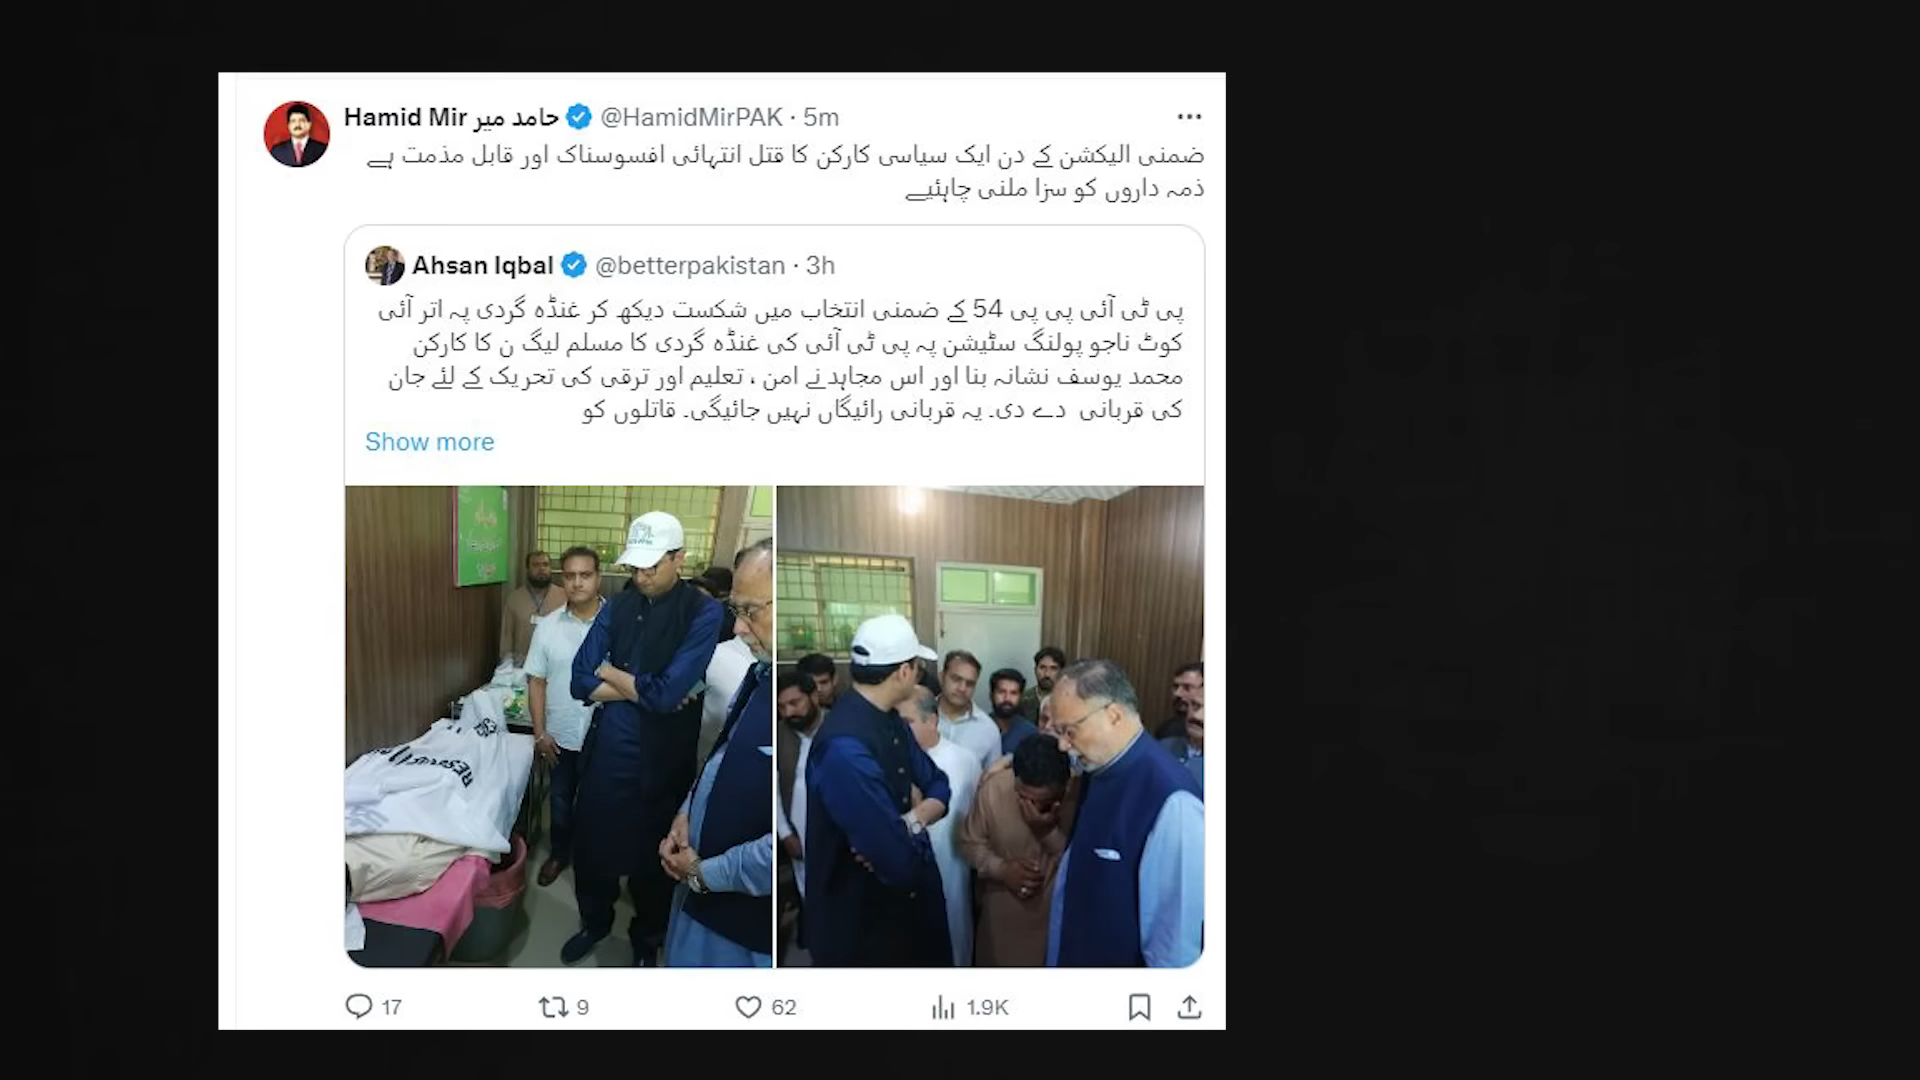 Hamid Mir حامد میر @HamidMirPAK · 5m
ضمنی الیکشن کے دن ایک سیاسی کارکن کا قتل انتہائی افسوسناک اور قابل مذمت ہے
ذمہ داروں کو سزا ملنی چاہئیے
Ahsan Iqbal @betterpakistan · 3h
پی ٹی آئی پی پی 54 کے ضمنی انتخاب میں شکست دیکھ کر غنڈہ گردی پہ اتر آئی
کوٹ ناجو پولنگ سٹیشن پہ پی ٹی آئی کی غنڈہ گردی کا مسلم لیگ ن کا کارکن
محمد یوسف نشانہ بنا اور اس مجاہد نے امن ، تعلیم اور ترقی کی تحریک کے لئے جان
کی قربانی دے دی۔ یہ قربانی رائیگاں نہیں جائیگی۔ قاتلوں کو
Show more
17 9 62 1.9K